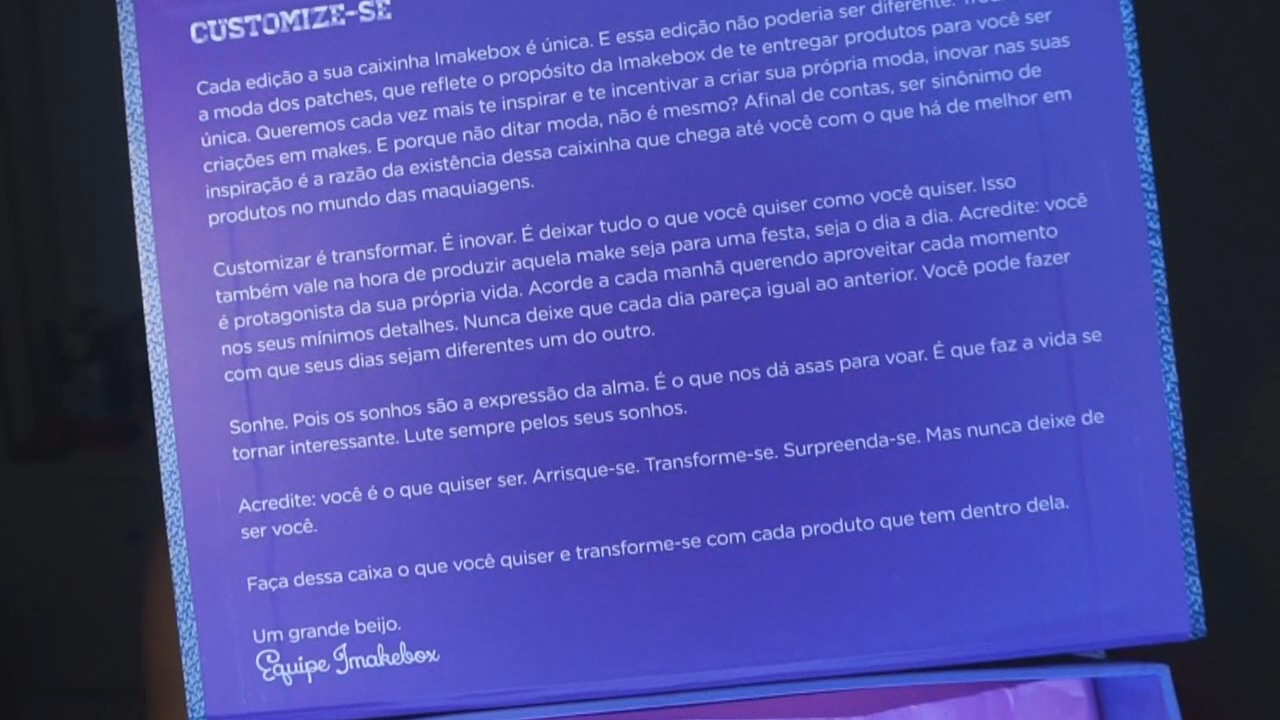 CUSTOMIZE-SE
Cada edição a sua caixinha Imakebox é única. E essa edição não poderia ser diferente.
a moda dos patches, que reflete o propósito da Imakebox de te entregar produtos para você ser
única. Queremos cada vez mais te inspirar e te incentivar a criar sua própria moda, inovar nas suas
criações em makes. E porque não ditar moda, não é mesmo? Afinal de contas, ser sinônimo de
inspiração é a razão da existência dessa caixinha que chega até você com o que há de melhor em
produtos no mundo das maquiagens.
Customizar é transformar. É inovar. É deixar tudo o que você quiser como você quiser. Isso
também vale na hora de produzir aquela make seja para uma festa, seja o dia a dia. Acredite: você
é protagonista da sua própria vida. Acorde a cada manhã querendo aproveitar cada momento
nos seus mínimos detalhes. Nunca deixe que cada dia pareça igual ao anterior. Você pode fazer
com que seus dias sejam diferentes um do outro.
Sonhe. Pois os sonhos são a expressão da alma. É o que nos dá asas para voar. É que faz a vida se
tornar interessante. Lute sempre pelos seus sonhos.
Acredite: você é o que quiser ser. Arrisque-se. Transforme-se. Surpreenda-se. Mas nunca deixe de
ser você.
Faça dessa caixa o que você quiser e transforme-se com cada produto que tem dentro dela.
Um grande beijo.
Equipe Imakebox